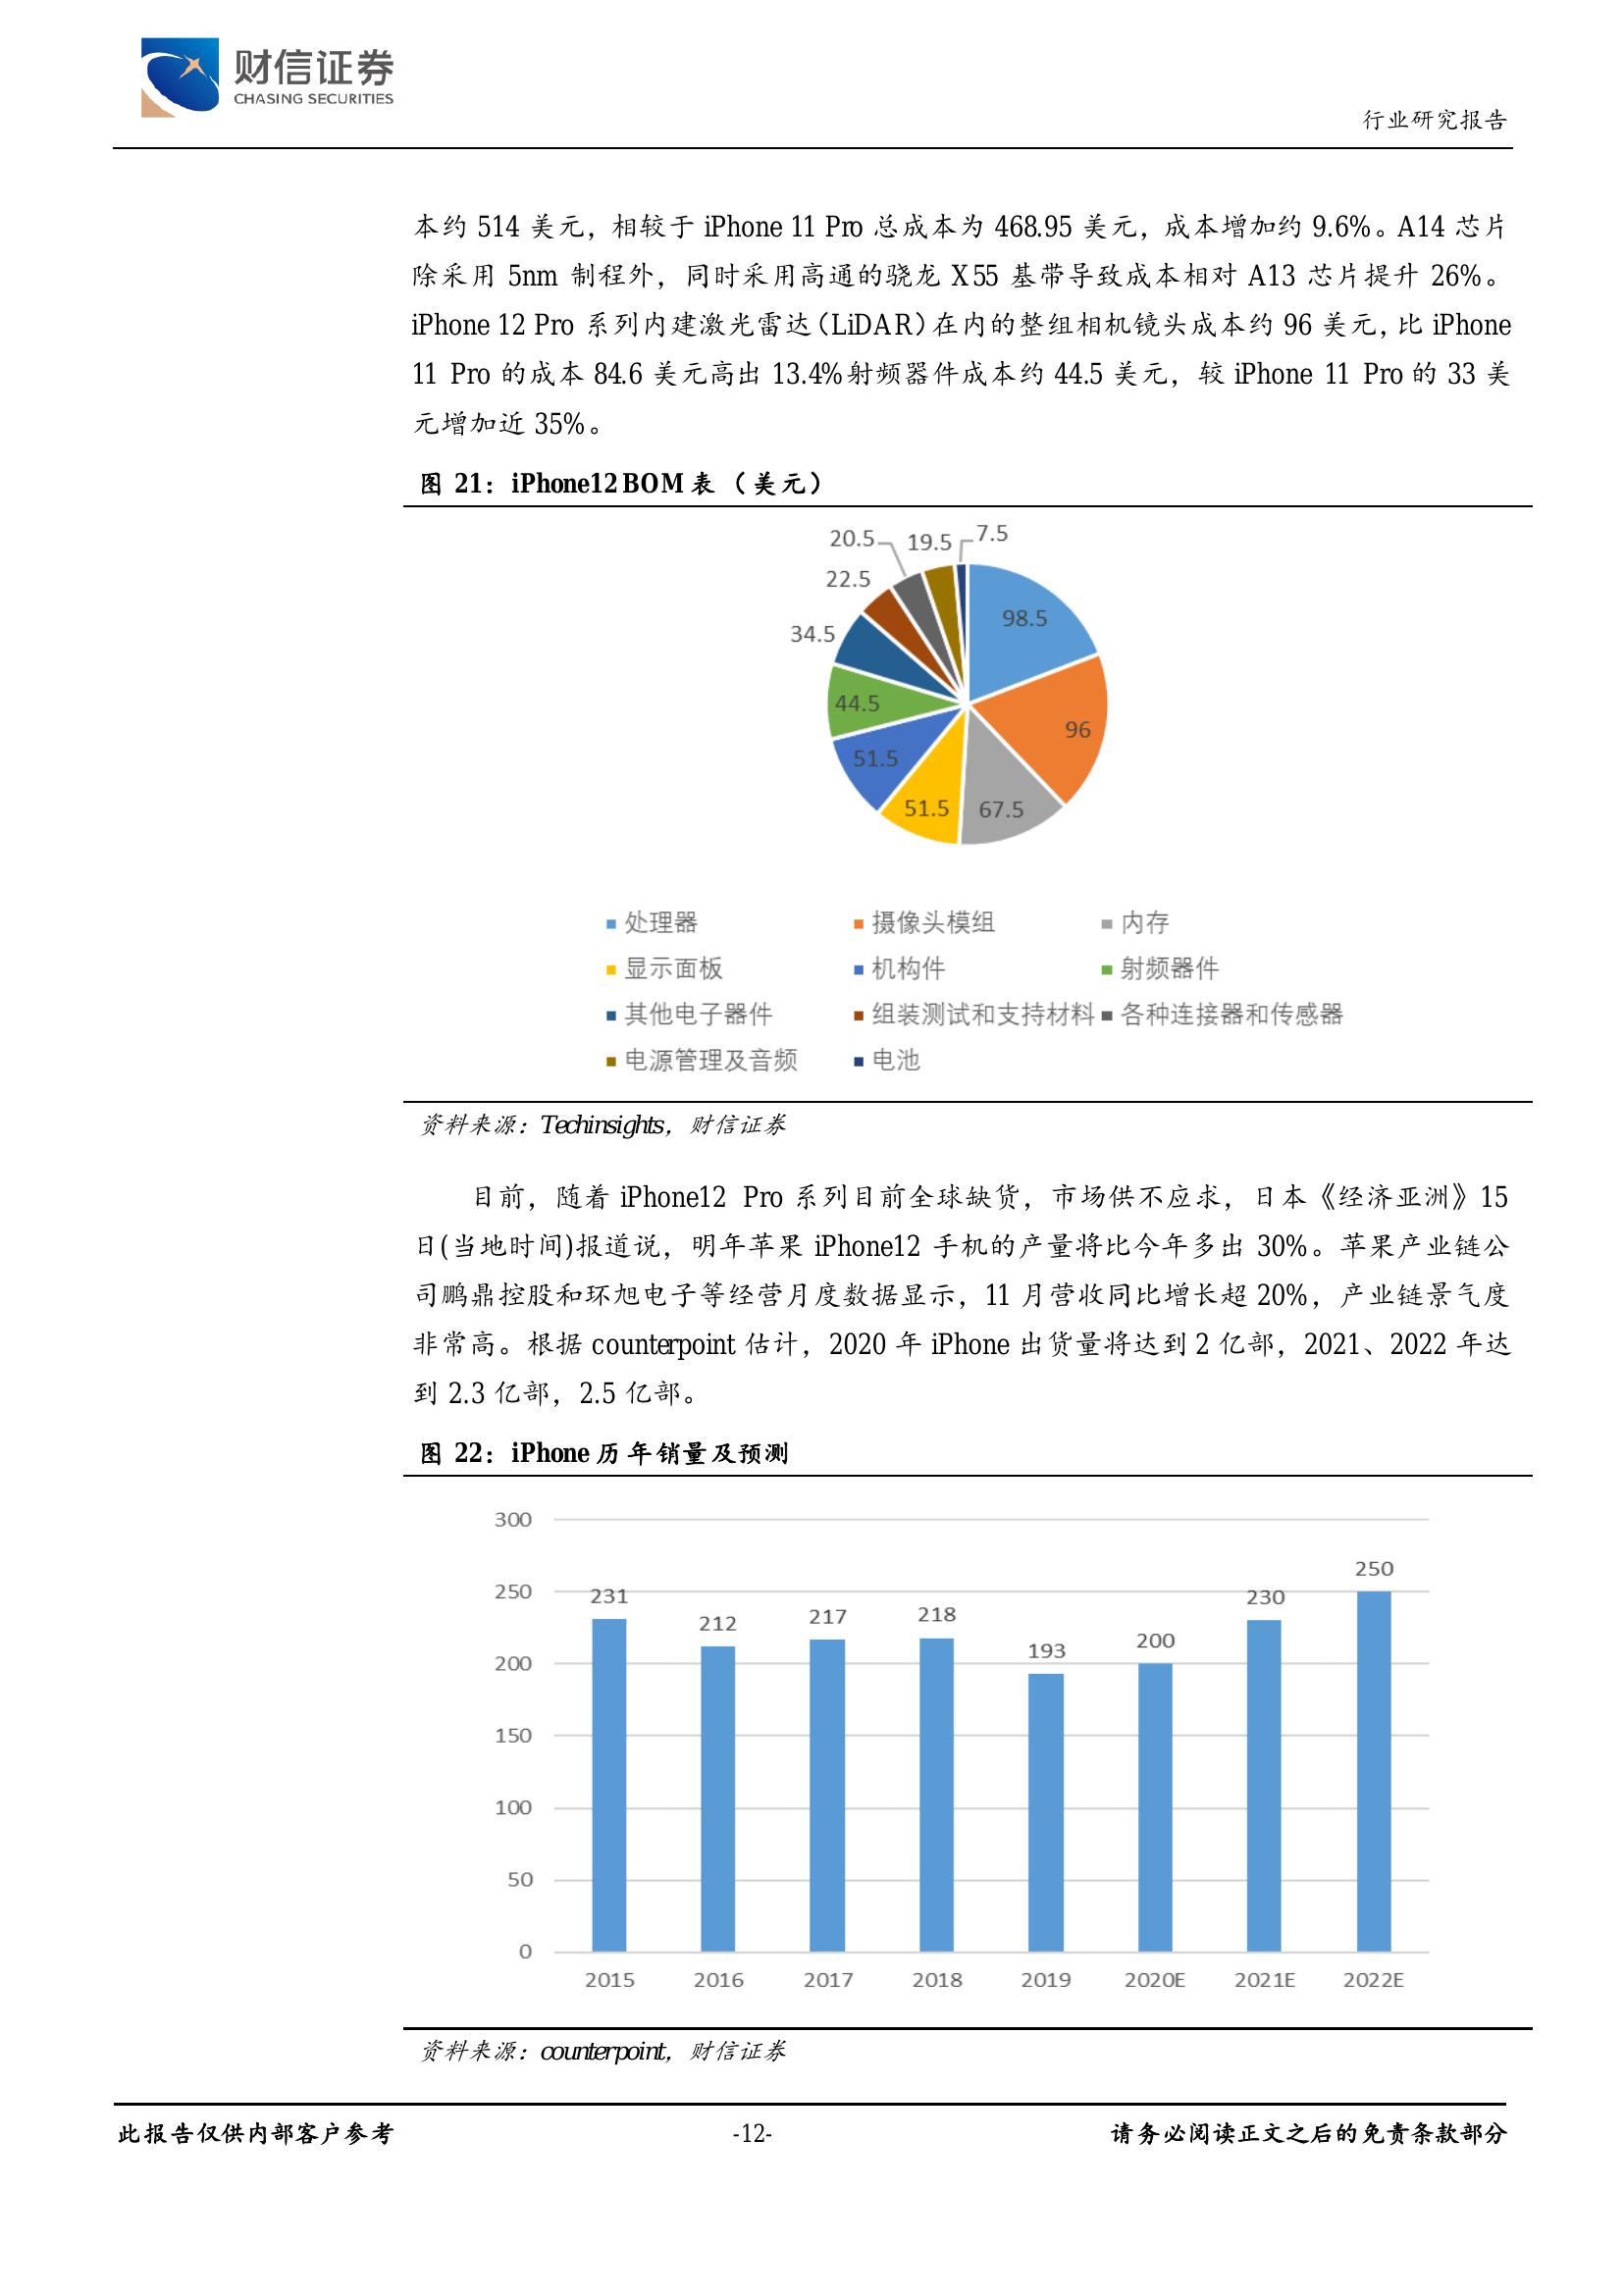 财信证券
CHASING SECURITIES
行业研究报告
本约 514 美元，相较于 iPhone 11 Pro 总成本为 468.95 美元，成本增加约 9.6%。A14 芯片
除采用 5nm 制程外，同时采用高通的骁龙 X55 基带导致成本相对 A13 芯片提升 26%。
iPhone 12 Pro 系列内建激光雷达（LiDAR）在内的整组相机镜头成本约 96 美元，比 iPhone
11 Pro 的成本 84.6 美元高出 13.4%射频器件成本约 44.5 美元，较 iPhone 11 Pro 的 33 美
元增加近 35%。
图 21：iPhone12 BOM 表（美元）
20.5 19.5 7.5
22.5 98.5
34.5
44.5 96
51.5
51.5 67.5
处理器 摄像头模组 内存
显示面板 机构件 射频器件
其他电子器件 组装测试和支持材料 各种连接器和传感器
电源管理及音频 电池
资料来源：Techinsights，财信证券
目前，随着 iPhone12 Pro 系列目前全球缺货，市场供不应求，日本《经济亚洲》15
日(当地时间)报道说，明年苹果 iPhone12 手机的产量将比今年多出 30%。苹果产业链公
司鹏鼎控股和环旭电子等经营月度数据显示，11 月营收同比增长超 20%，产业链景气度
非常高。根据 counterpoint 估计，2020 年 iPhone 出货量将达到 2 亿部，2021、2022 年达
到 2.3 亿部，2.5 亿部。
图 22：iPhone 历年销量及预测
300
250
200
150
100
50
0
231 212 217 218 193 200 230 250
2015 2016 2017 2018 2019 2020E 2021E 2022E
资料来源：counterpoint，财信证券
此报告仅供内部客户参考 -12- 请务必阅读正文之后的免责条款部分